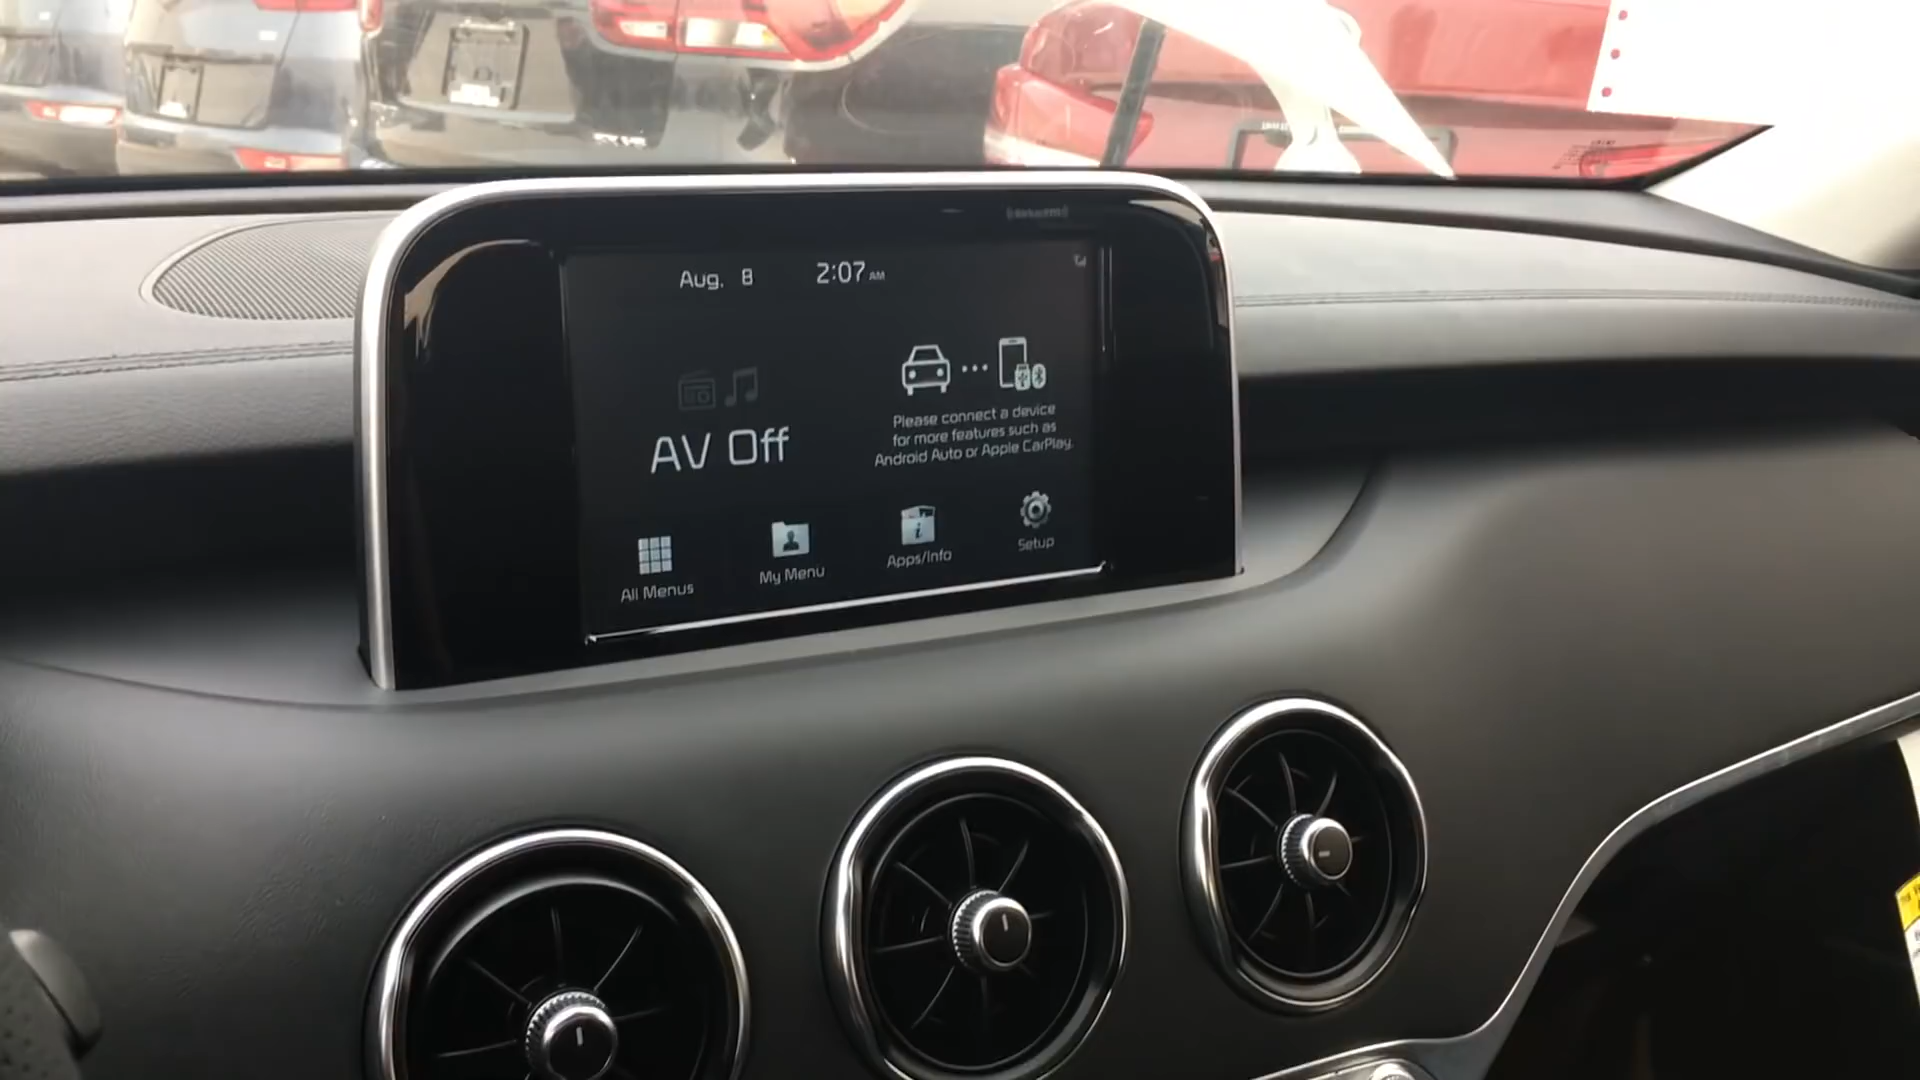 ((SiriusXM))
Aug. 8 2:07 AM
AV Off
Please connect a device
for more features such as
Android Auto or Apple CarPlay.
All Menus
My Menu
Apps/Info
Setup